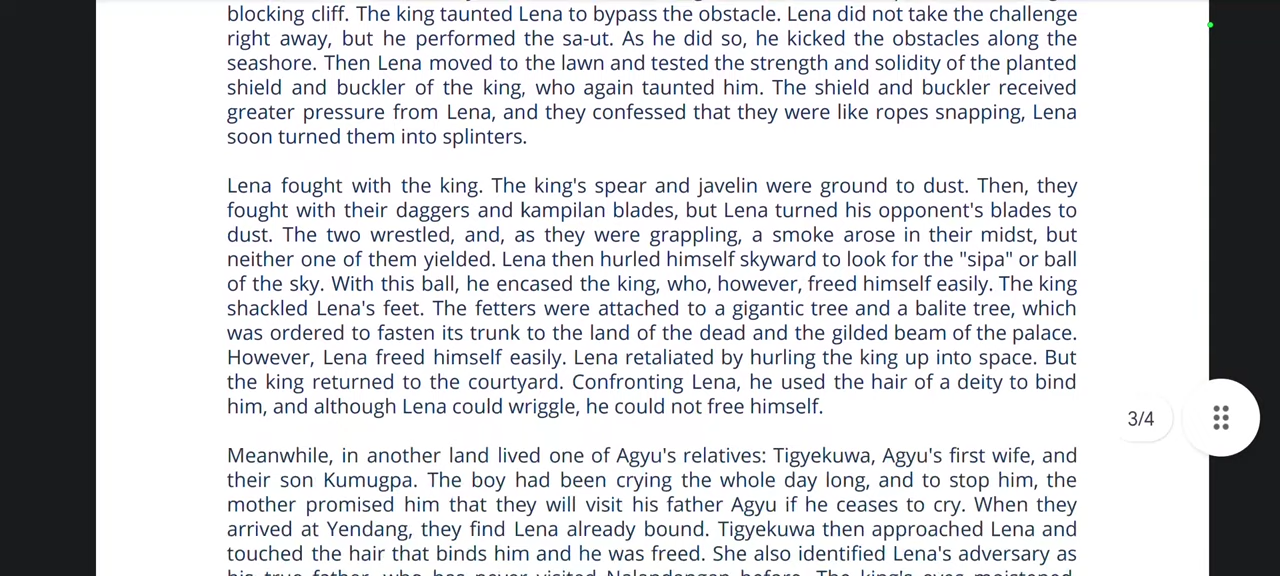 blocking cliff. The king taunted Lena to bypass the obstacle. Lena did not take the challenge
right away, but he performed the sa-ut. As he did so, he kicked the obstacles along the
seashore. Then Lena moved to the lawn and tested the strength and solidity of the planted
shield and buckler of the king, who again taunted him. The shield and buckler received
greater pressure from Lena, and they confessed that they were like ropes snapping, Lena
soon turned them into splinters.
Lena fought with the king. The king's spear and javelin were ground to dust. Then, they
fought with their daggers and kampilan blades, but Lena turned his opponent's blades to
dust. The two wrestled, and, as they were grappling, a smoke arose in their midst, but
neither one of them yielded. Lena then hurled himself skyward to look for the "sipa" or ball
of the sky. With this ball, he encased the king, who, however, freed himself easily. The king
shackled Lena's feet. The fetters were attached to a gigantic tree and a balite tree, which
was ordered to fasten its trunk to the land of the dead and the gilded beam of the palace.
However, Lena freed himself easily. Lena retaliated by hurling the king up into space. But
the king returned to the courtyard. Confronting Lena, he used the hair of a deity to bind
him, and although Lena could wriggle, he could not free himself.
3/4
Meanwhile, in another land lived one of Agyu's relatives: Tigyekuwa, Agyu's first wife, and
their son Kumugpa. The boy had been crying the whole day long, and to stop him, the
mother promised him that they will visit his father Agyu if he ceases to cry. When they
arrived at Yendang, they find Lena already bound. Tigyekuwa then approached Lena and
touched the hair that binds him and he was freed. She also identified Lena's adversary as
his true father, who has never visited Nalandangan before. The king's eyes moistened,